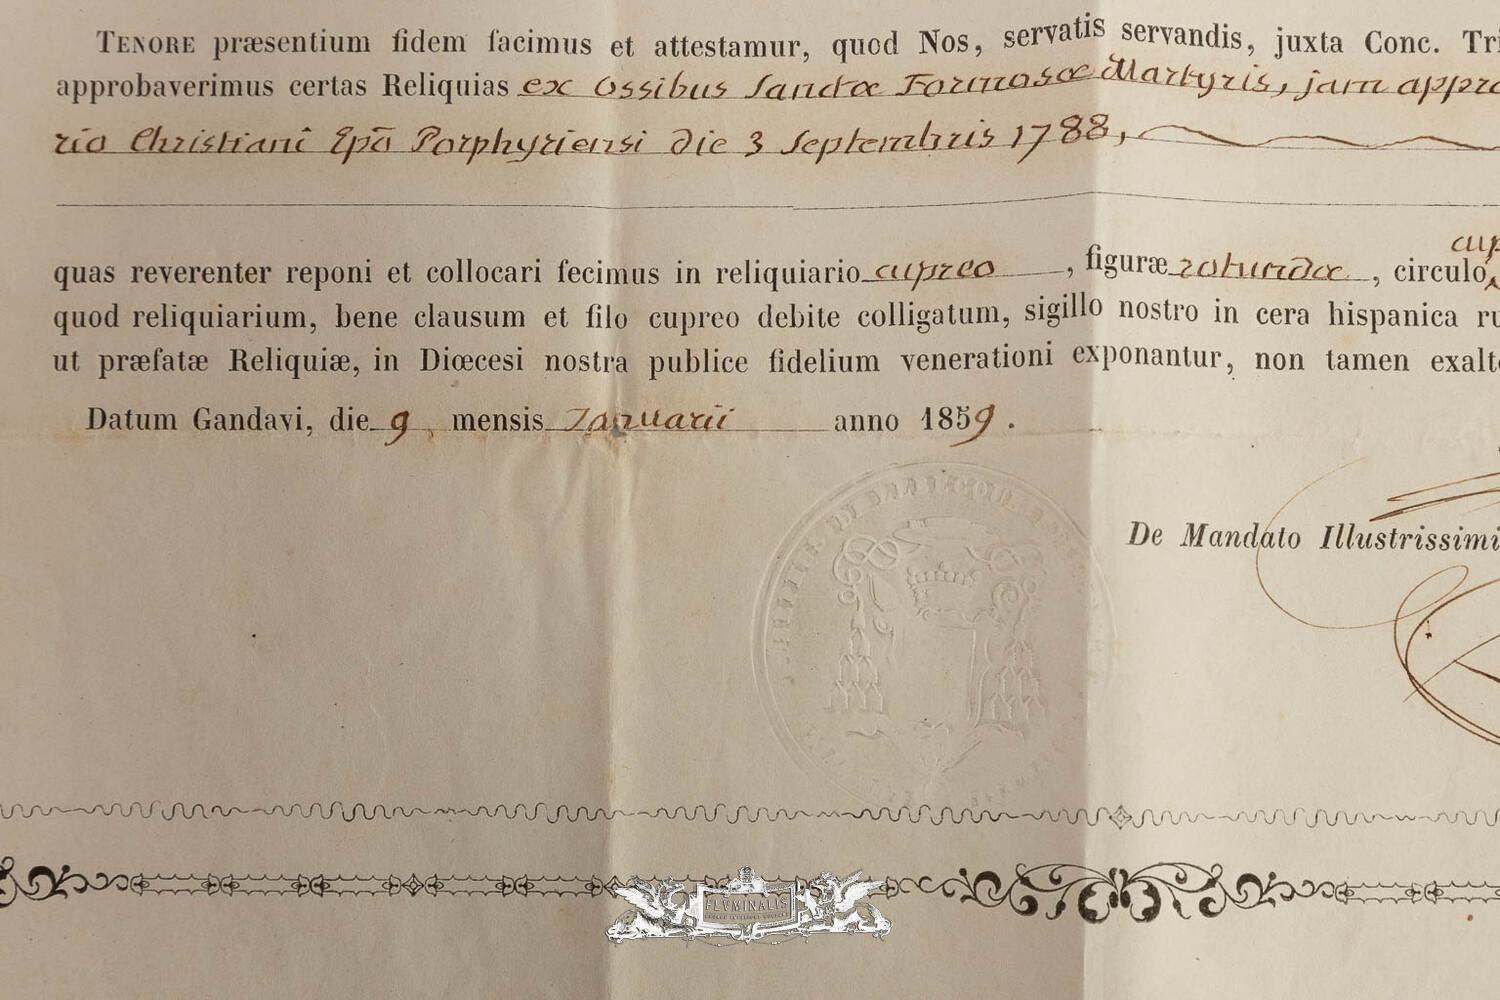 TENORE præsentium fidem facimus et attestamur, quod Nos, servatis servandis, juxta Conc. Tri
approbaverimus certas Reliquias ex Ossibus Sanctæ Formosæ Martyris, jam appro
rio Christiani Epõ Porphyriensi die 3 Septembris 1788,
quas reverenter reponi et collocari fecimus in reliquiario cupreo, figuræ rotundæ, circulo cup
quod reliquiarium, bene clausum et filo cupreo debite colligatum, sigillo nostro in cera hispanica ru
ut præfatæ Reliquiæ, in Diœcesi nostra publice fidelium venerationi exponantur, non tamen exalt
Datum Gandavi, die 9 mensis Januarii anno 1859.
De Mandato Illustrissimi
FLVMINALIS